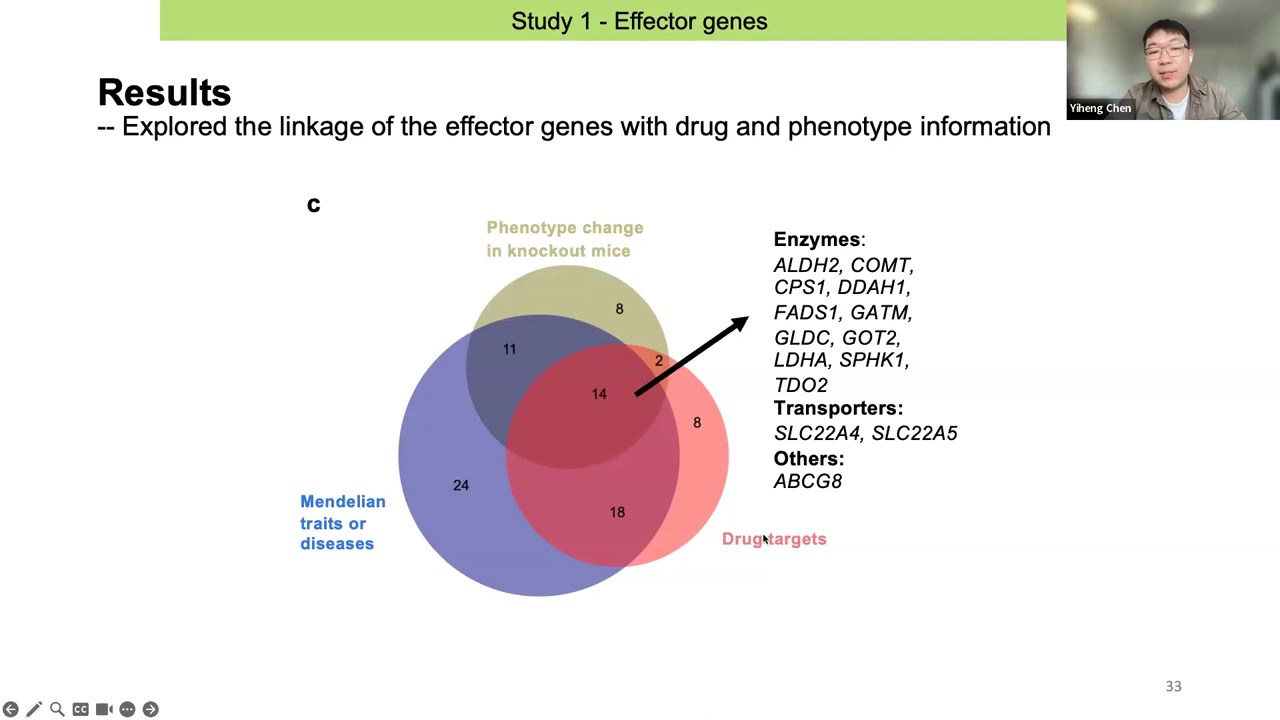 Study 1 - Effector genes
Yiheng Chen
Results
-- Explored the linkage of the effector genes with drug and phenotype information
c
Phenotype change
in knockout mice
8
11
2
14
8
24
18
Mendelian
traits or
diseases
Drug targets
Enzymes:
ALDH2, COMT,
CPS1, DDAH1,
FADS1, GATM,
GLDC, GOT2,
LDHA, SPHK1,
TDO2
Transporters:
SLC22A4, SLC22A5
Others:
ABCG8
33
CC